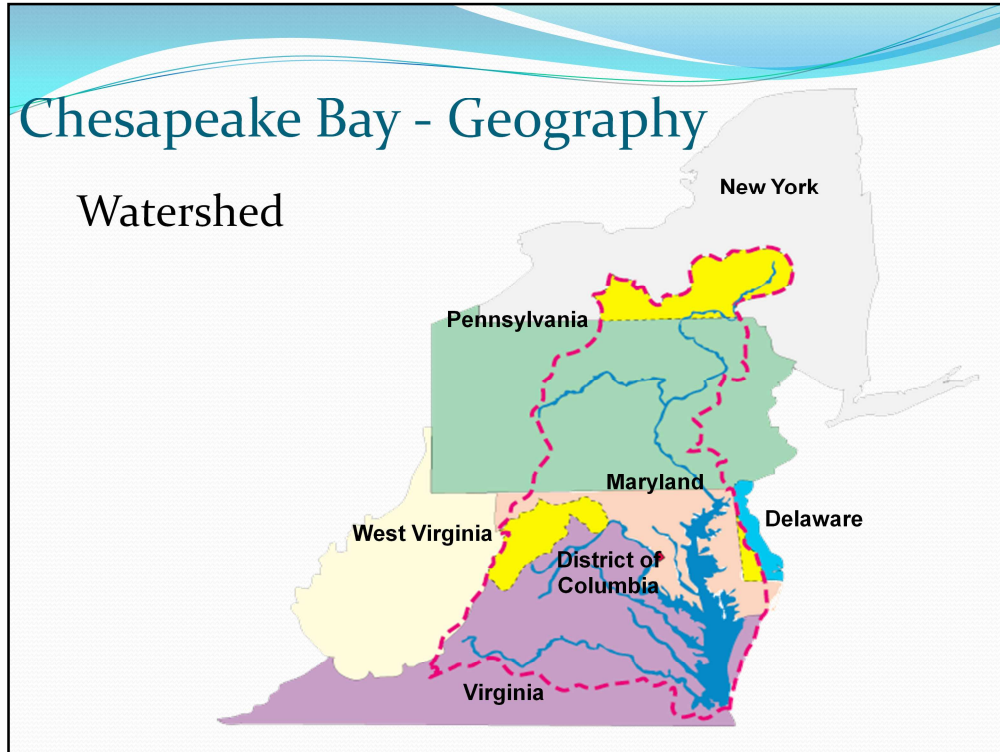 Chesapeake Bay - Geography
Watershed
New York
Pennsylvania
Maryland
West Virginia
Delaware
District of
Columbia
Virginia